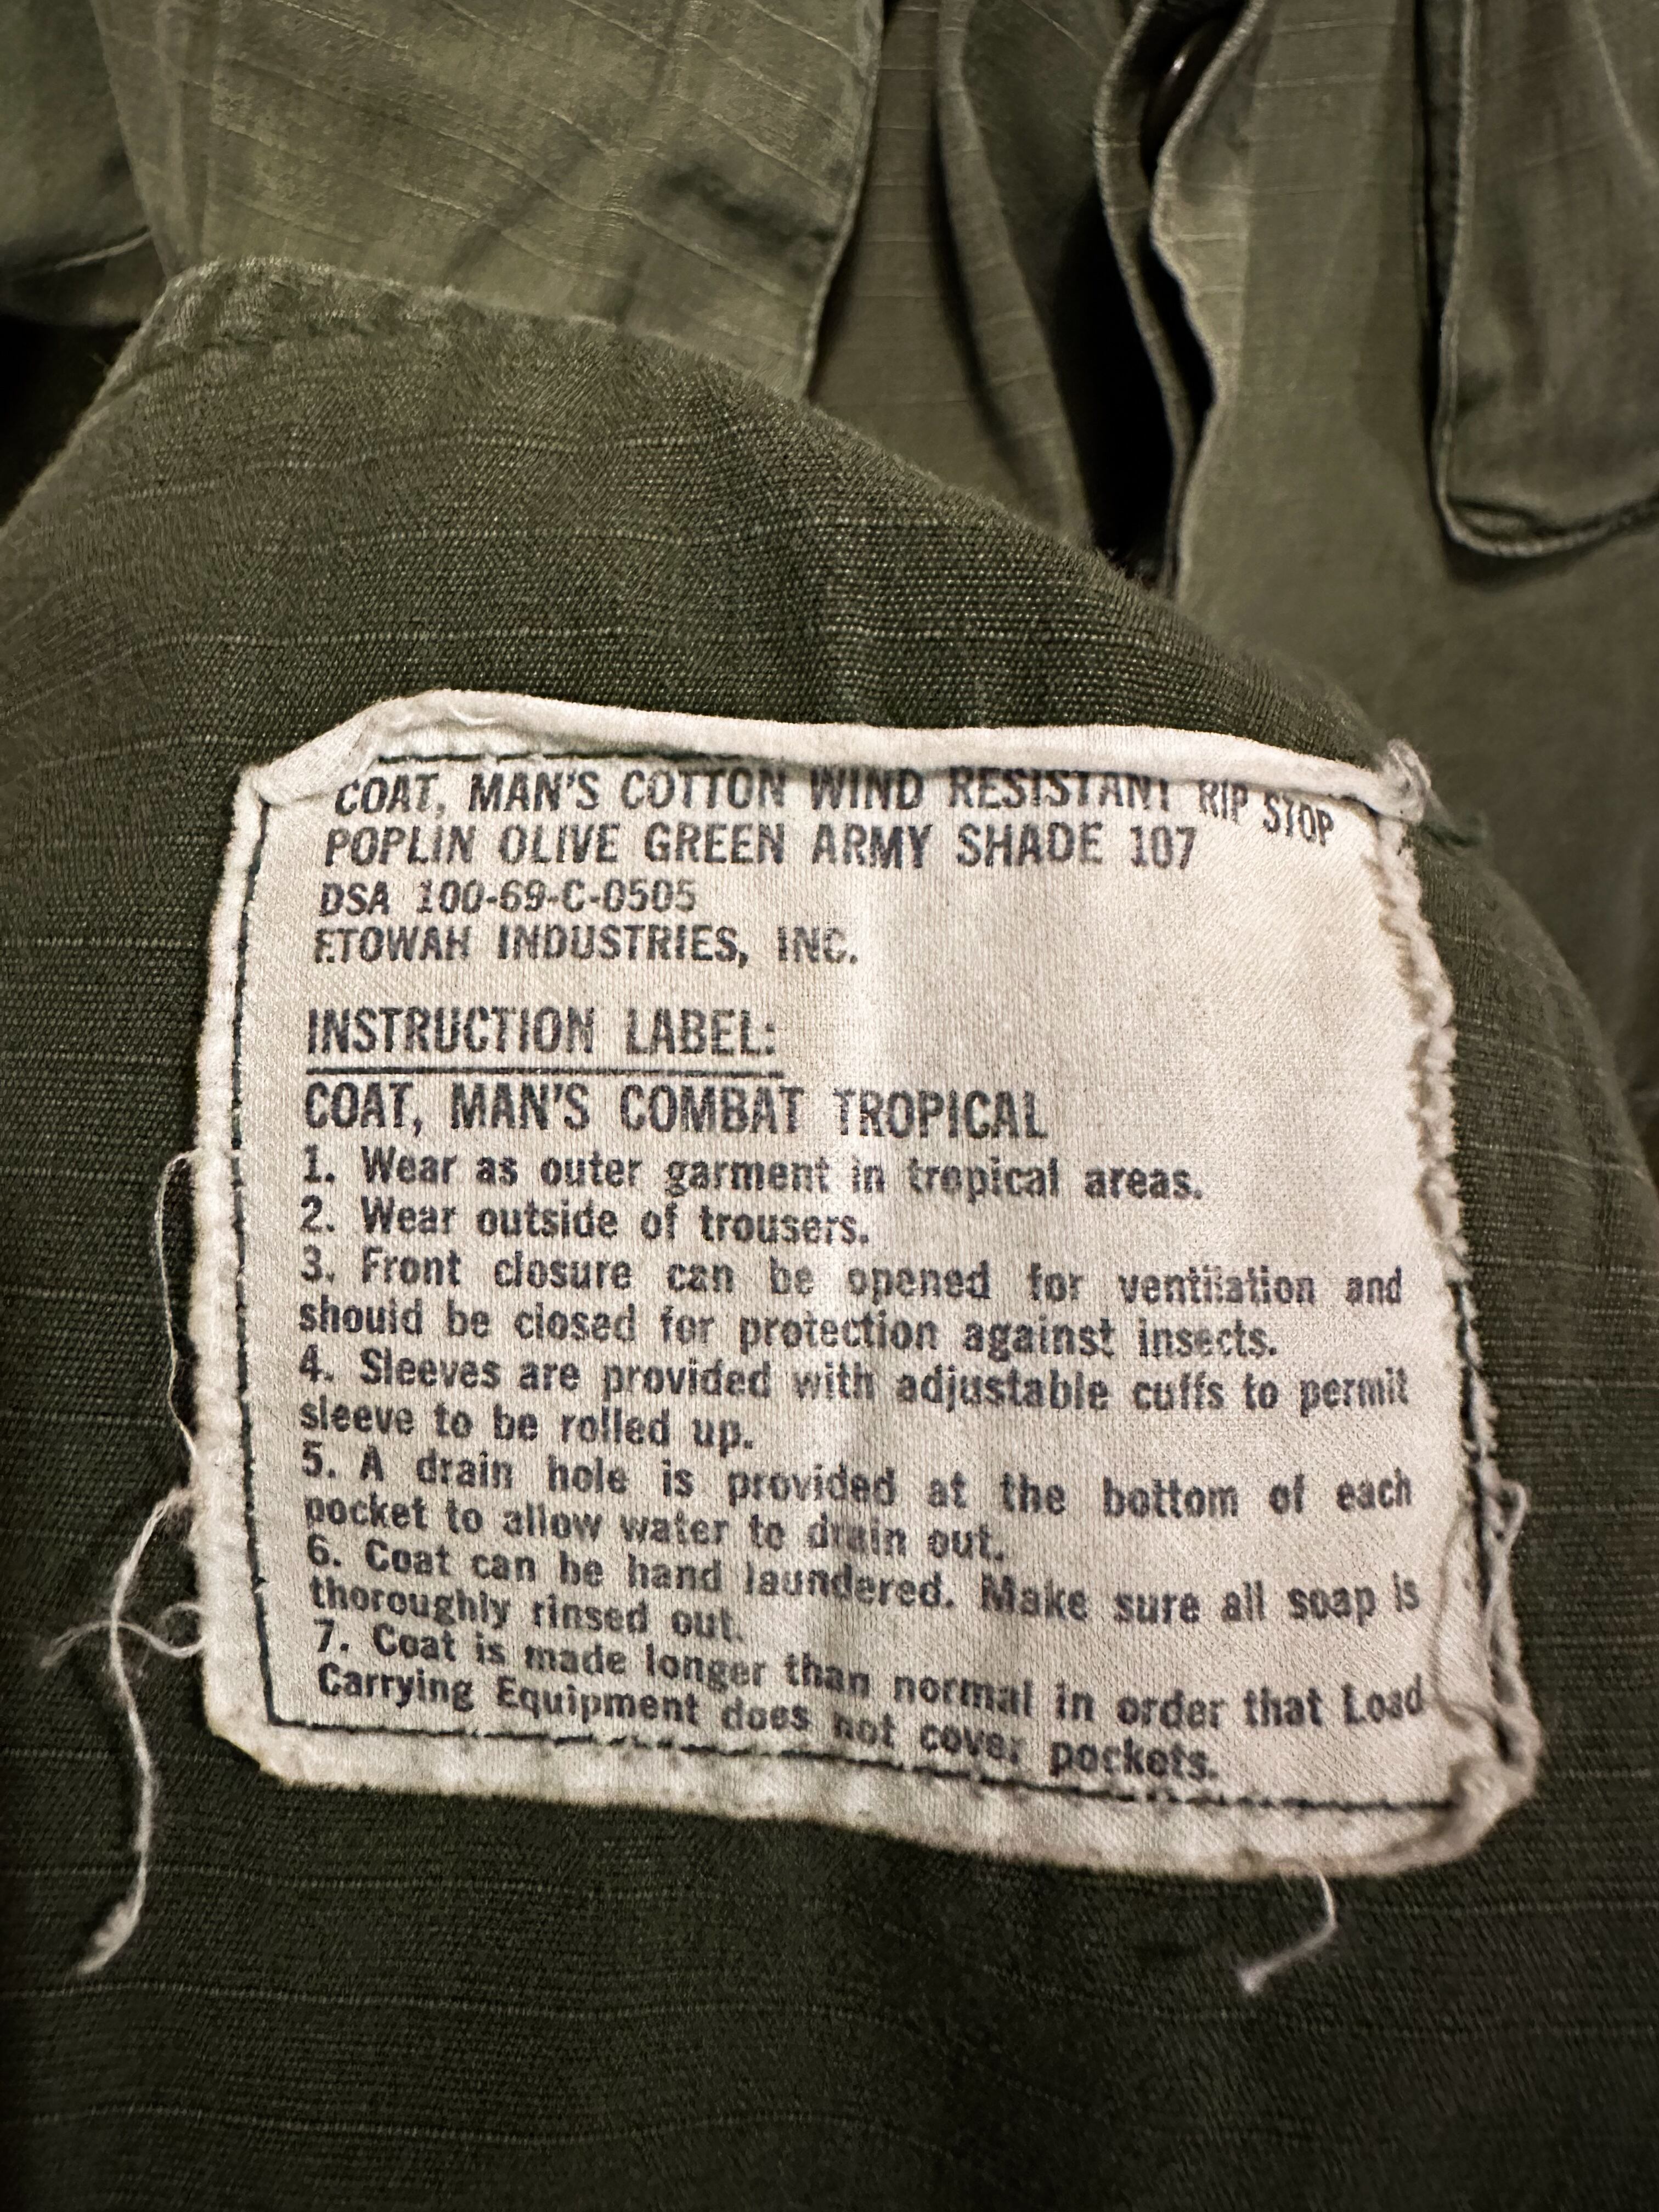 COAT, MAN'S COTTON WIND RESISTANT RIP STOP
POPLIN OLIVE GREEN ARMY SHADE 107
DSA 100-69-C-0505
ETOWAH INDUSTRIES, INC.
INSTRUCTION LABEL:
COAT, MAN'S COMBAT TROPICAL
1. Wear as outer garment in tropical areas.
2. Wear outside of trousers.
3. Front closure can be opened for ventilation and
should be closed for protection against insects.
4. Sleeves are provided with adjustable cuffs to permit
sleeve to be rolled up.
5. A drain hole is provided at the bottom of each
pocket to allow water to drain out.
6. Coat can be hand laundered. Make sure all soap is
thoroughly rinsed out.
7. Coat is made longer than normal in order that Load
Carrying Equipment does not cover pockets.